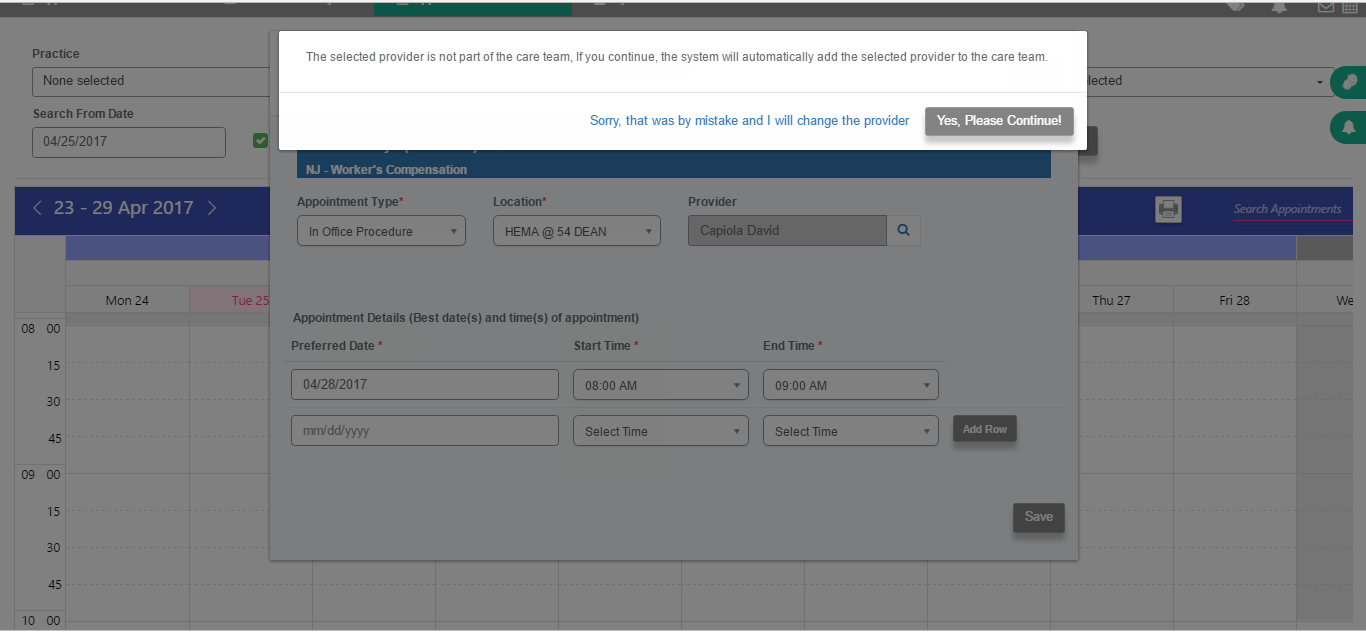 The selected provider is not part of the care team, If you continue, the system will automatically add the selected provider to the care team.
Sorry, that was by mistake and I will change the provider
Yes, Please Continue!
Practice
None selected
Search From Date
04/25/2017
NJ - Worker's Compensation
Appointment Type* Location* Provider
In Office Procedure HEMA @ 54 DEAN Capiola David
Appointment Details (Best date(s) and time(s) of appointment)
Preferred Date * Start Time * End Time *
04/28/2017 08:00 AM 09:00 AM
mm/dd/yyyy Select Time Select Time Add Row
Save
23 - 29 Apr 2017
Search Appointments
Mon 24 Tue 25 Thu 27 Fri 28 We
08 00
15
30
45
09 00
15
30
45
10 00